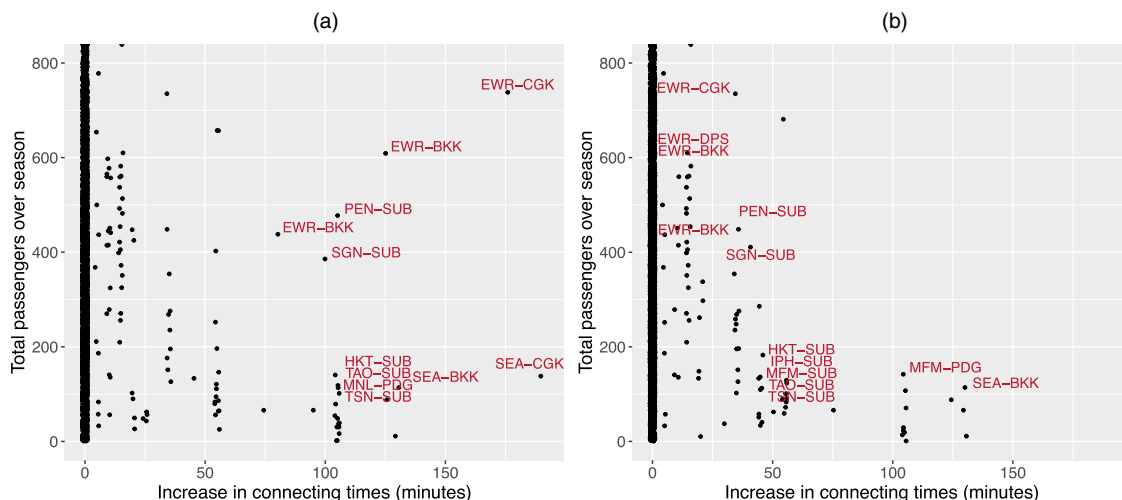 (a)
Total passengers over season
800
600
400
200
0
EWR−CGK
EWR−BKK
PEN−SUB
EWR−BKK
SGN−SUB
HKT−SUB
SEA−CGK
TAO−SUB
SEA−BKK
MNL−PDG
TSN−SUB
0
50
100
150
Increase in connecting times (minutes)
(b)
Total passengers over season
800
600
400
200
0
EWR−CGK
EWR−DPS
EWR−BKK
PEN−SUB
EWR−BKK
SGN−SUB
HKT−SUB
IPH−SUB
MFM−PDG
MFM−SUB
TAO−SUB
SEA−BKK
TSN−SUB
0
50
100
150
Increase in connecting times (minutes)